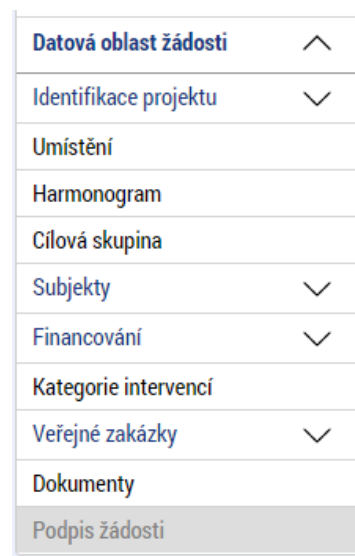 Datová oblast žádosti
Identifikace projektu
Umístění
Harmonogram
Cílová skupina
Subjekty
Financování
Kategorie intervencí
Veřejné zakázky
Dokumenty
Podpis žádosti